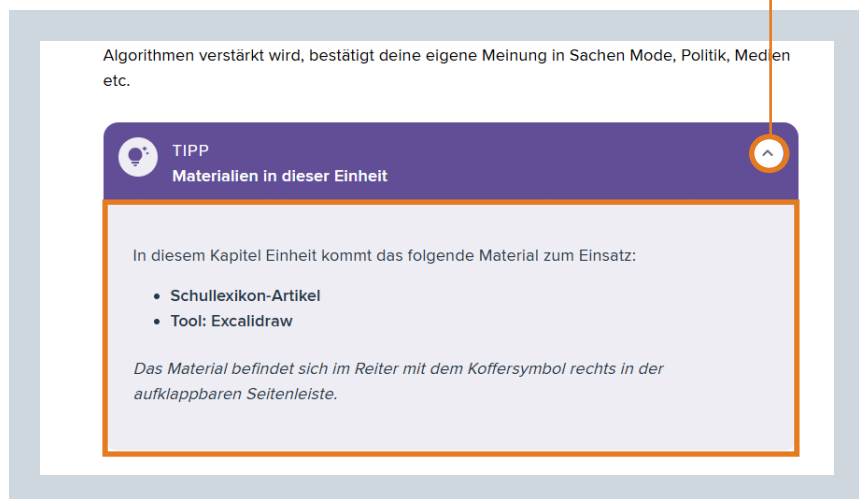 Algorithmen verstärkt wird, bestätigt deine eigene Meinung in Sachen Mode, Politik, Medien
etc.
TIPP
Materialien in dieser Einheit
In diesem Kapitel Einheit kommt das folgende Material zum Einsatz:
• Schullexikon-Artikel
• Tool: Excalidraw
Das Material befindet sich im Reiter mit dem Koffersymbol rechts in der
aufklappbaren Seitenleiste.